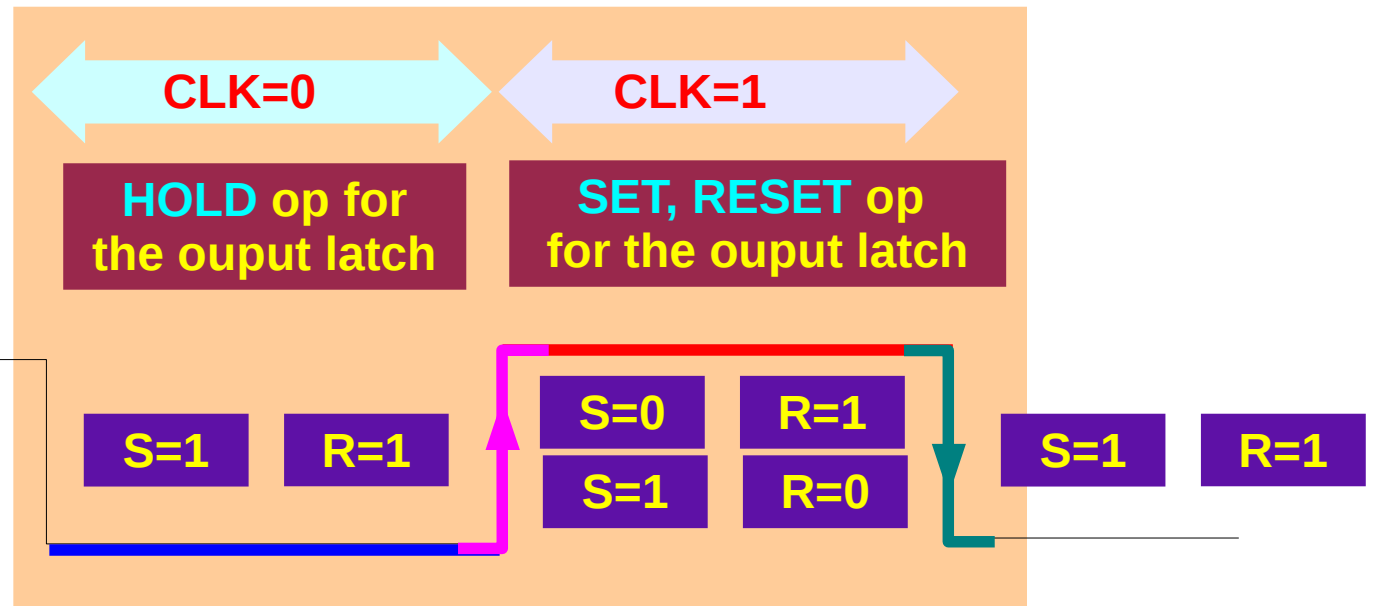 CLK=0
CLK=1
HOLD op for
the ouput latch
SET, RESET op
for the ouput latch
S=1
R=1
S=0
R=1
S=1
R=0
S=1
R=1